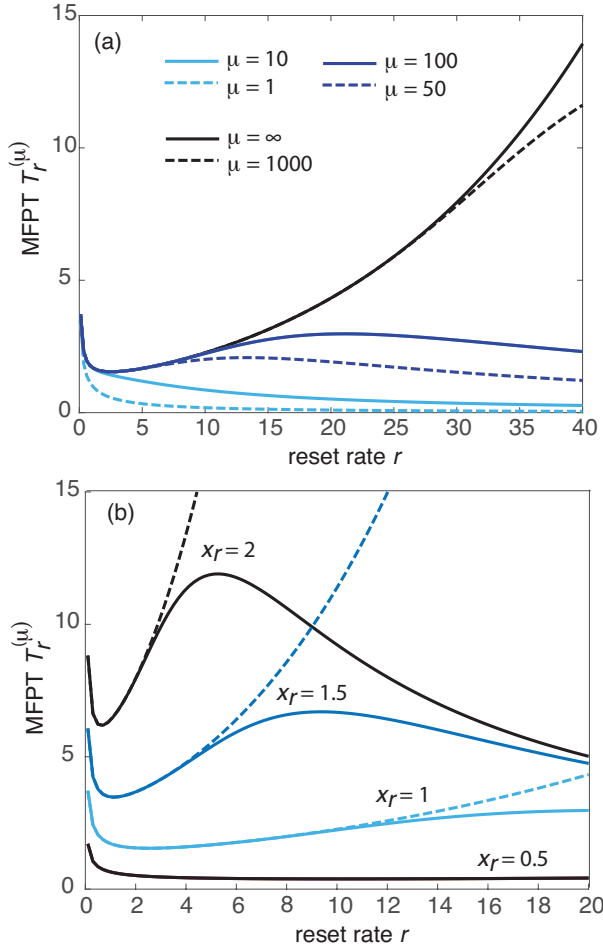 15
(a)
μ = 10
μ = 100
μ = 1
μ = 50
μ = ∞
μ = 1000
10
5
0
MFPT T_r^(μ)
0 5 10 15 20 25 30 35 40
reset rate r
15
(b)
x_r = 2
10
x_r = 1.5
5
x_r = 1
x_r = 0.5
0
MFPT T_r^(μ)
0 2 4 6 8 10 12 14 16 18 20
reset rate r